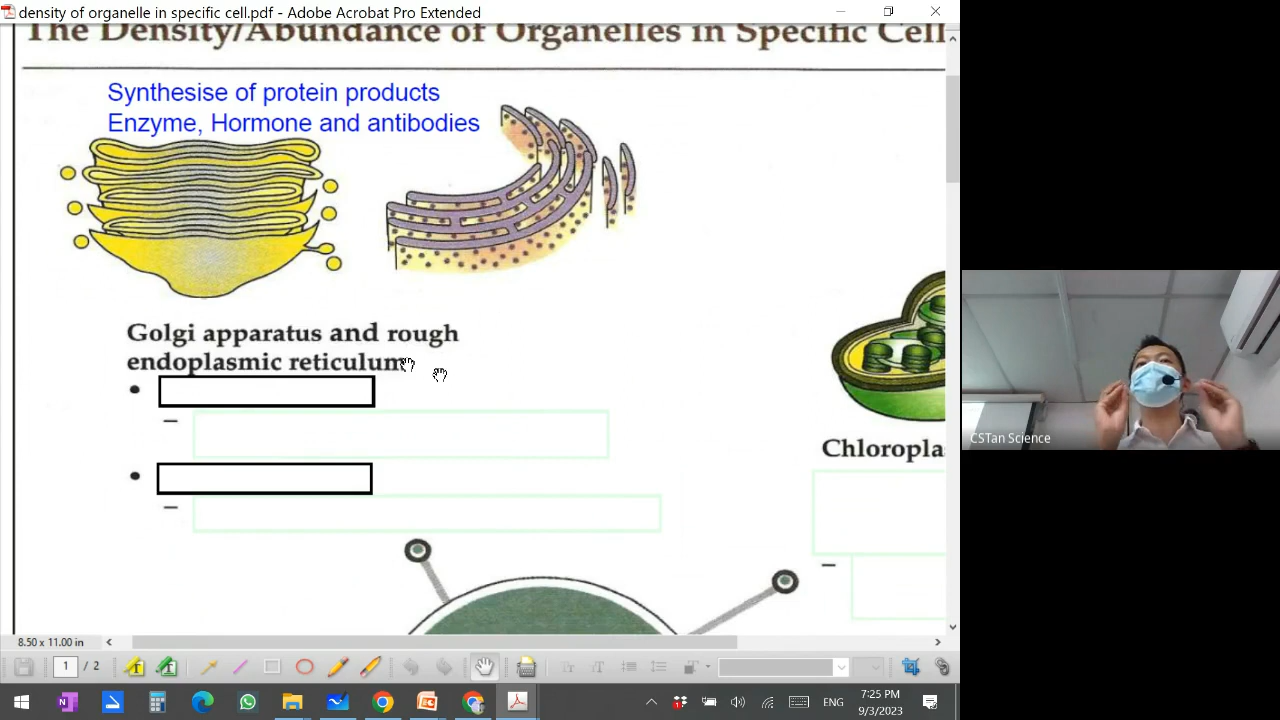 density of organelle in specific cell.pdf - Adobe Acrobat Pro Extended
The Density/Abundance of Organelles in Specific Cell
Synthesise of protein products
Enzyme, Hormone and antibodies
Golgi apparatus and rough
endoplasmic reticulum
Chloropla
CSTan Science
8.50 x 11.00 in
1 / 2
ENG
7:25 PM
9/3/2023